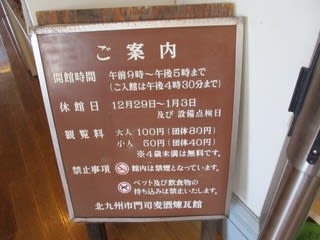 ご案内
開館時間 午前9時～午後5時まで
(ご入館は午後4時30分まで)
休館日 12月29日～1月3日
及び 設備点検日
観覧料 大人 100円 (団体80円)
小人 50円 (団体40円)
※4歳未満は無料です。
禁止事項 館内は禁煙となっています。
ペット及び飲食物の
持ち込みは禁止いたします。
北九州市門司麦酒煉瓦館